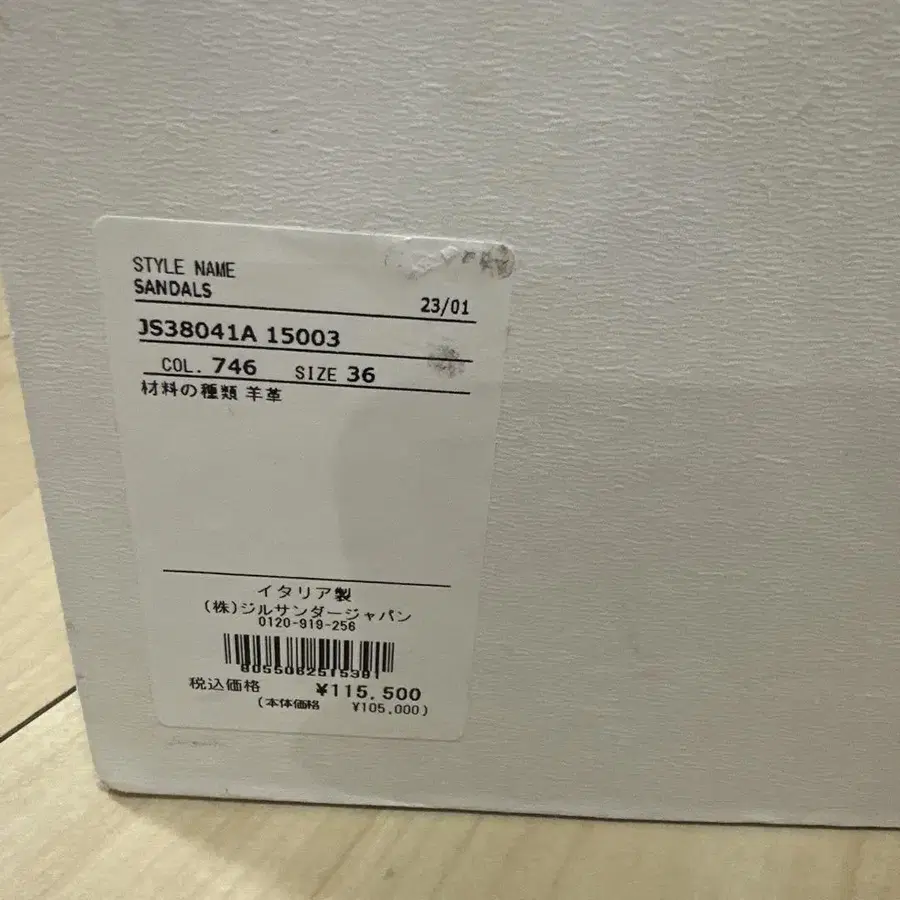 STYLE NAME
SANDALS
23/01
JS38041A 15003
COL. 746 SIZE 36
材料の種類 羊革
イタリア製
(株)ジルサンダージャパン
0120-919-256
税込価格 ¥115,500
(本体価格 ¥105,000)